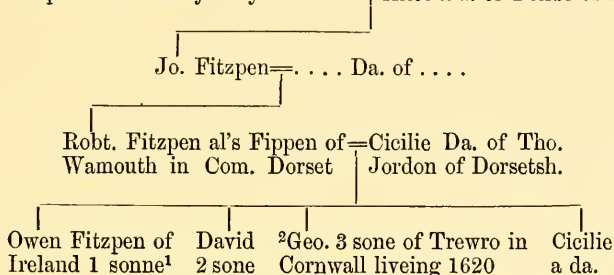 Jo. Fitzpen=.... Da. of ....
Robt. Fitzpen al's Fippen of=Cicilie Da. of Tho.
Wamouth in Com. Dorset Jordon of Dorsetsh.
Owen Fitzpen of David ²Geo. 3 sone of Trewro in Cicilie
Ireland 1 sonne¹ 2 sone Cornwall liveing 1620 a da.